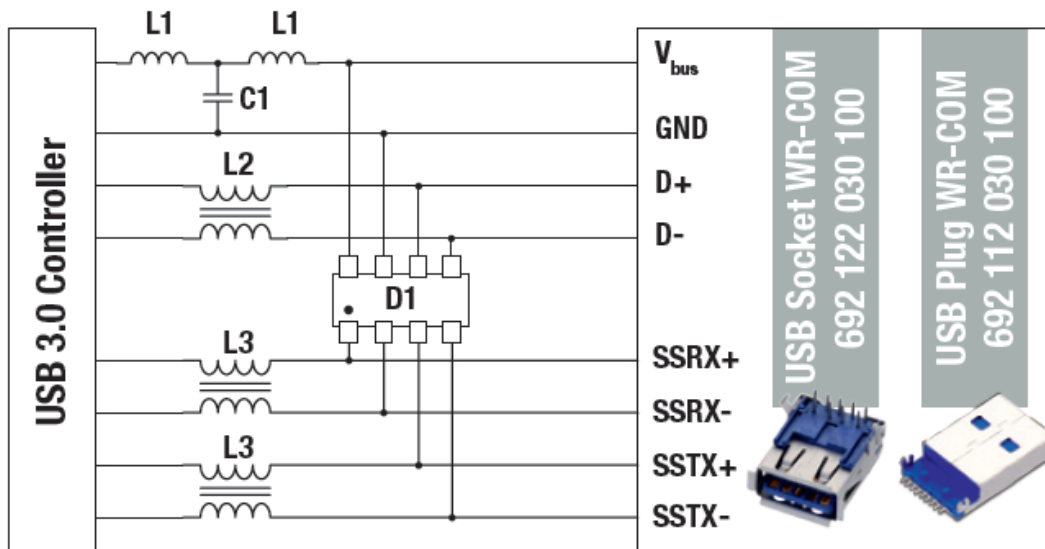 L1
L1
C1
L2
D1
L3
L3
USB 3.0 Controller
Vbus
GND
D+
D-
SSRX+
SSRX-
SSTX+
SSTX-
USB Socket WR-COM
692 122 030 100
USB Plug WR-COM
692 112 030 100